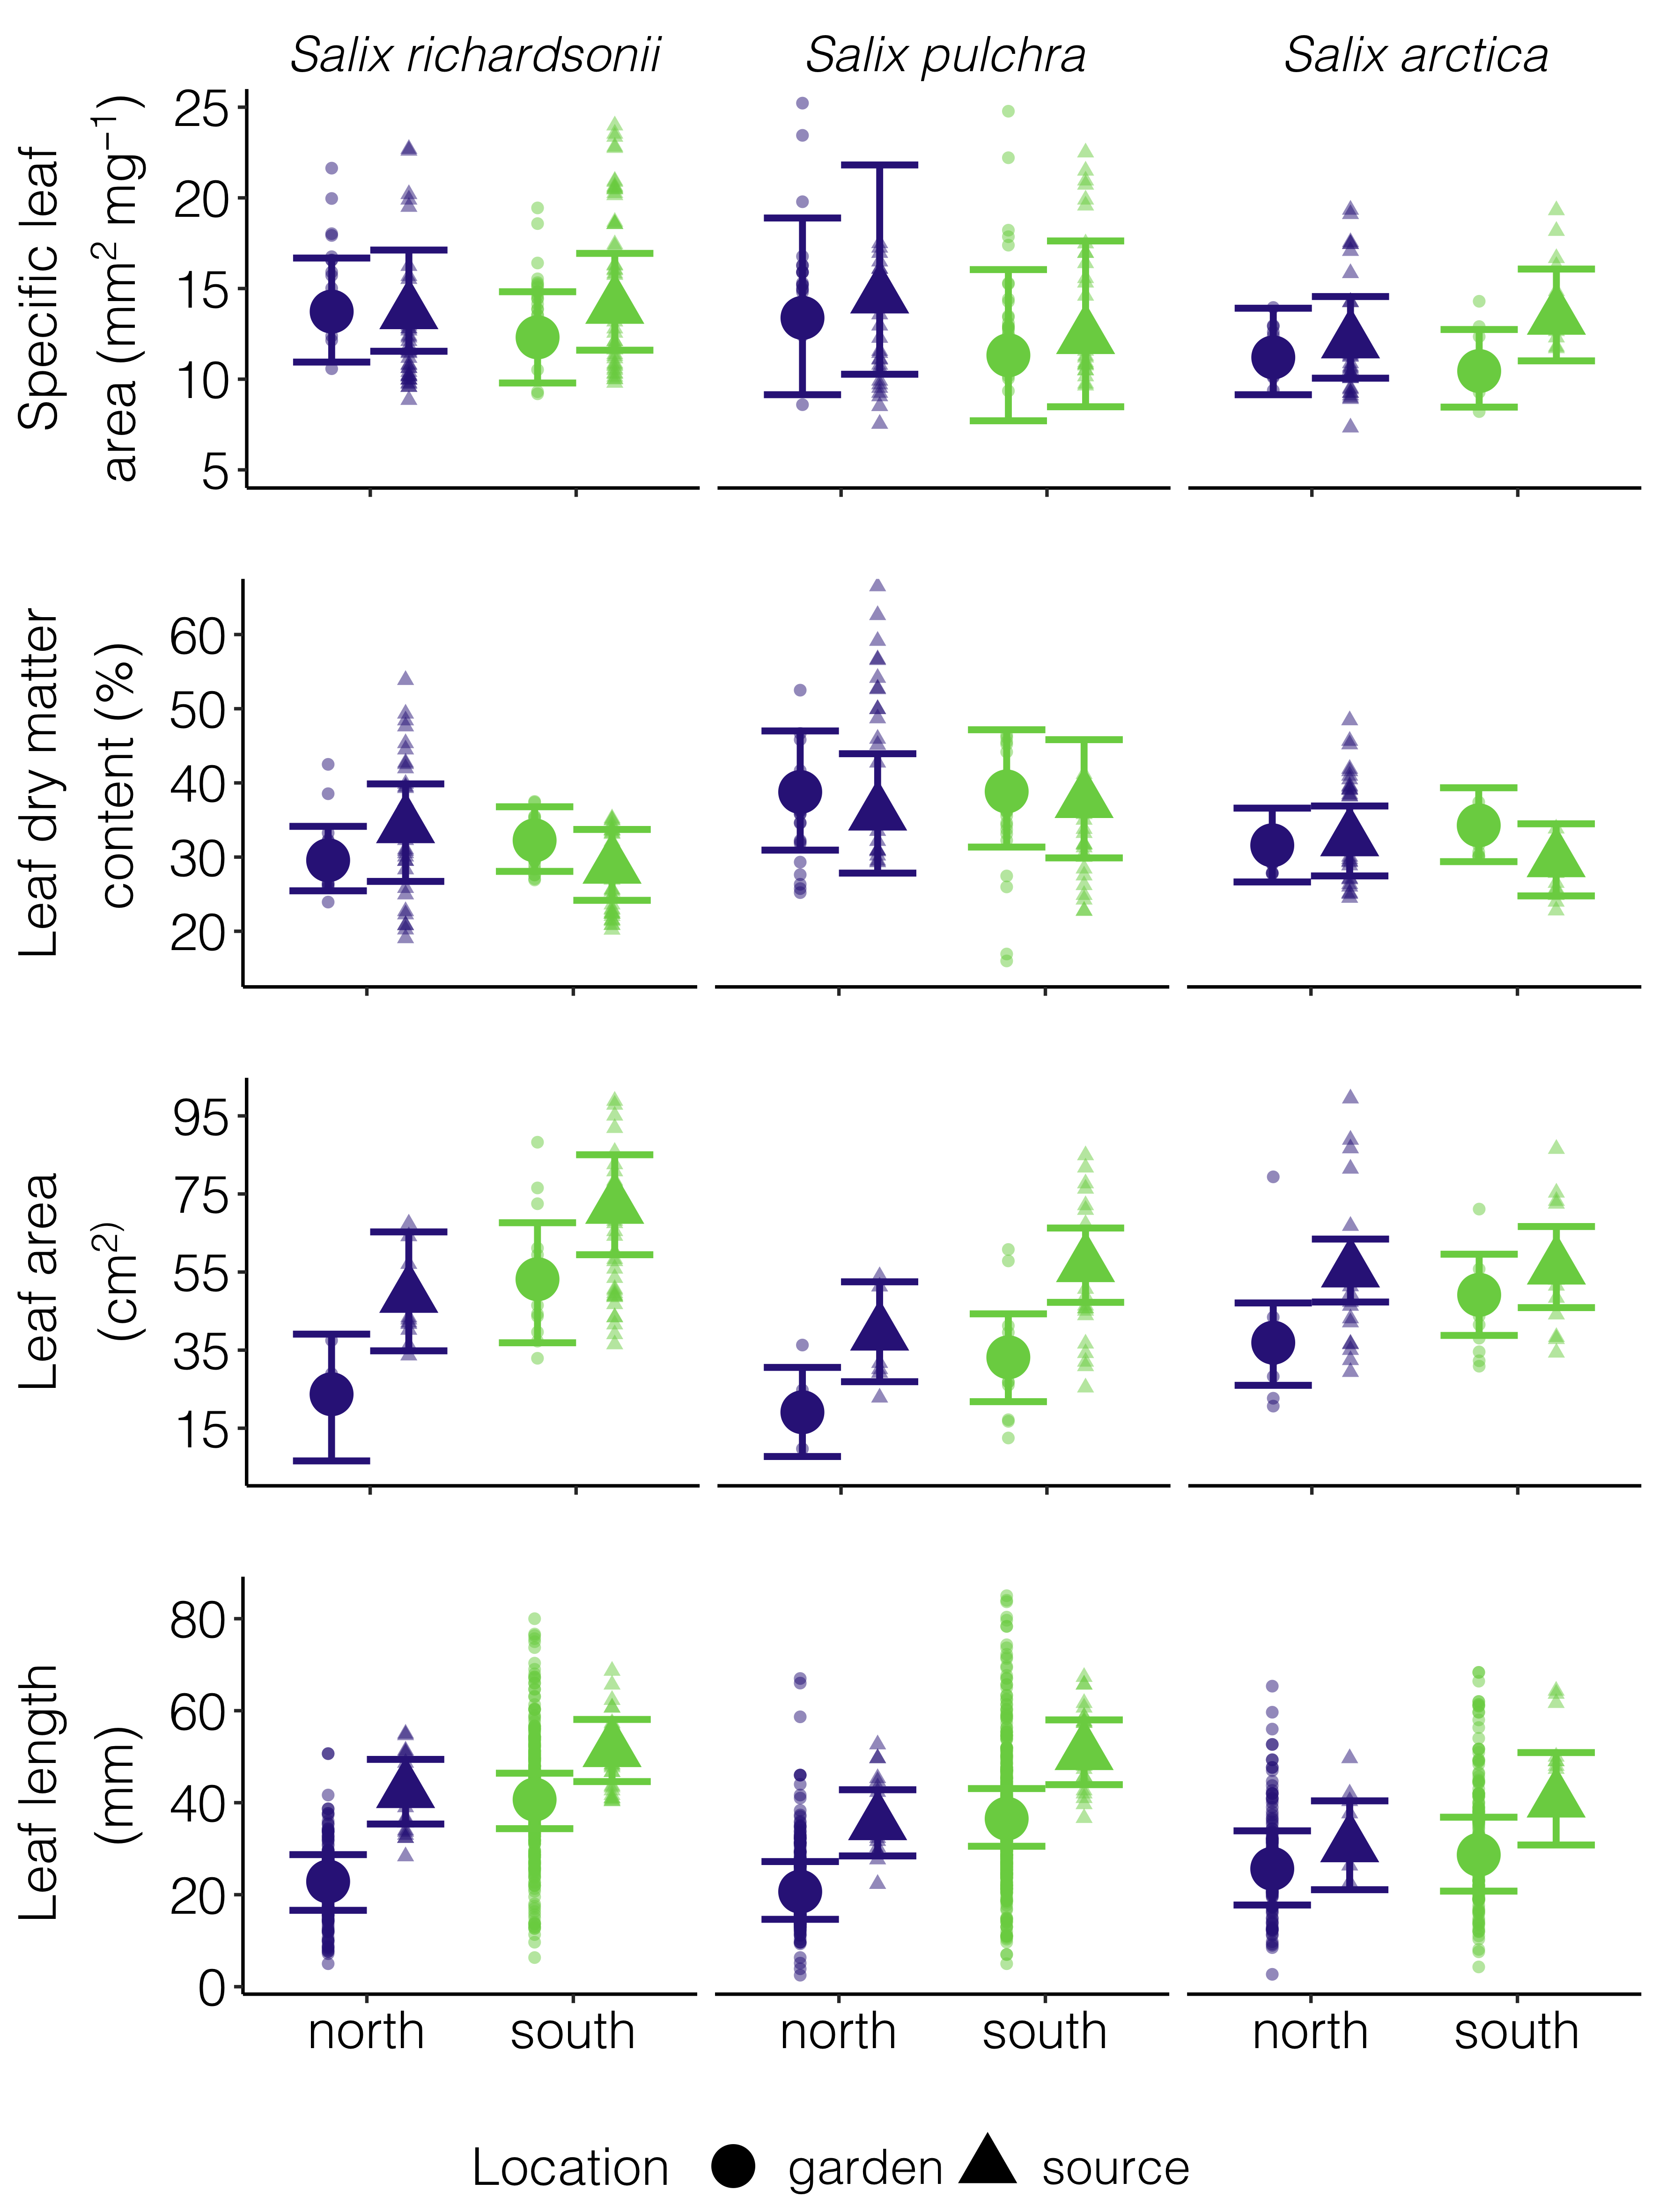 Salix richardsonii Salix pulchra Salix arctica
Specific leaf
area (mm² mg⁻¹)
25
20
15
10
5
Leaf dry matter
content (%)
60
50
40
30
20
Leaf area
(cm²⁾
95
75
55
35
15
Leaf length
(mm)
80
60
40
20
0
north south north south north south
Location garden source